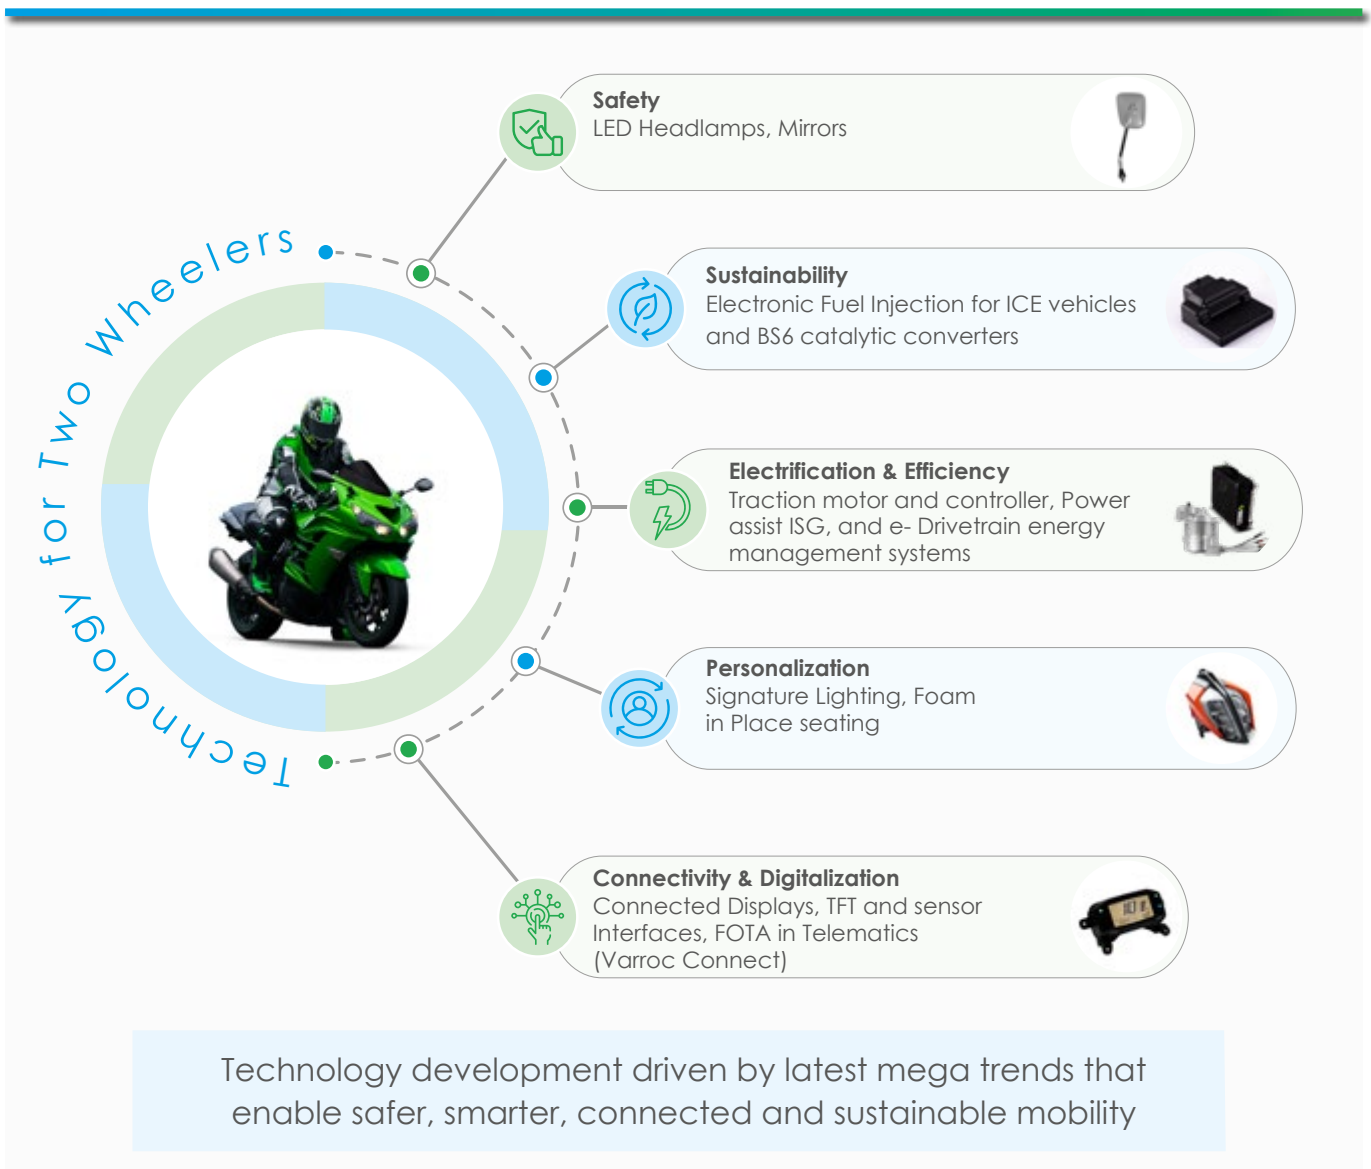 Technology for Two Wheelers
Safety
LED Headlamps, Mirrors
Sustainability
Electronic Fuel Injection for ICE vehicles
and BS6 catalytic converters
Electrification & Efficiency
Traction motor and controller, Power
assist ISG, and e- Drivetrain energy
management systems
Personalization
Signature Lighting, Foam
in Place seating
Connectivity & Digitalization
Connected Displays, TFT and sensor
Interfaces, FOTA in Telematics
(Varroc Connect)
Technology development driven by latest mega trends that
enable safer, smarter, connected and sustainable mobility